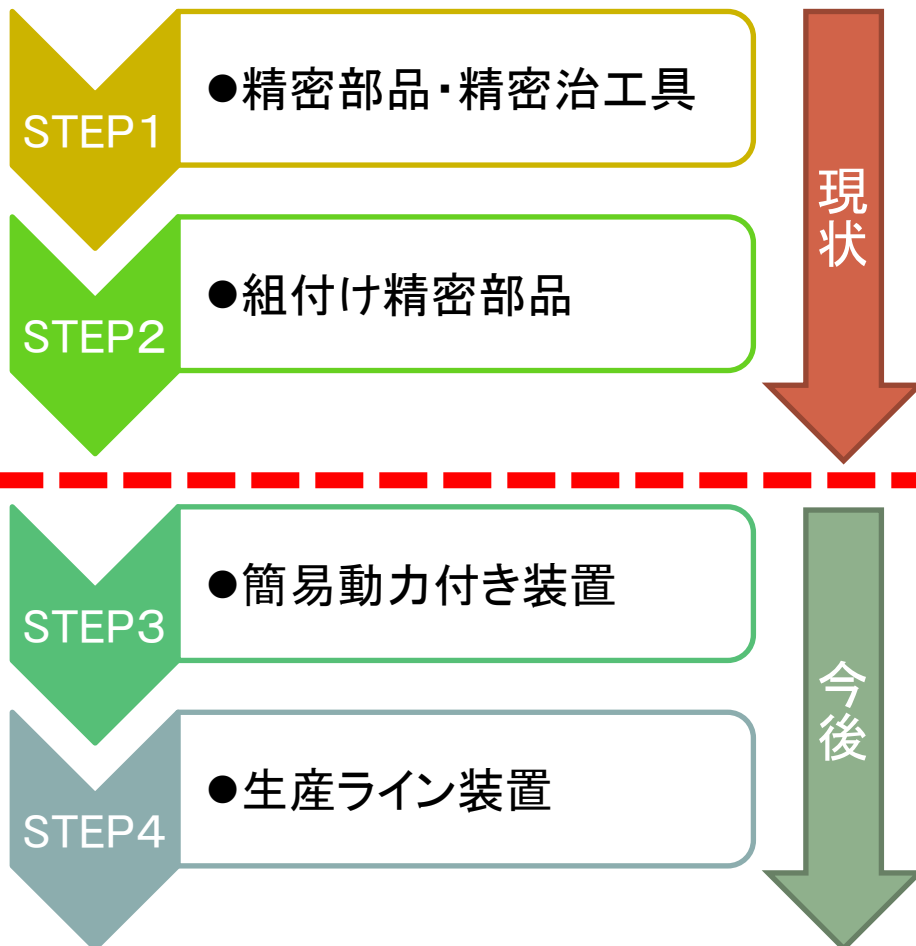 STEP1
●精密部品・精密治工具
STEP2
●組付け精密部品
現状
STEP3
●簡易動力付き装置
STEP4
●生産ライン装置
今後